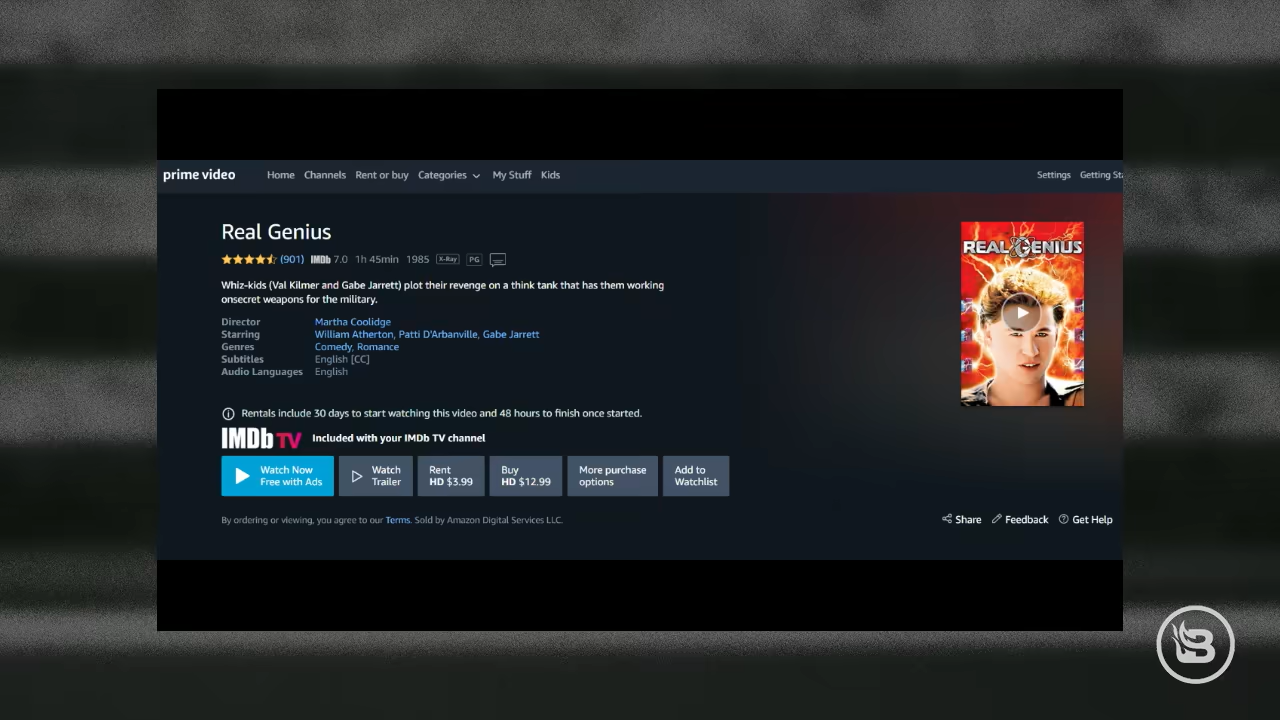 prime video Home Channels Rent or buy Categories My Stuff Kids Settings Getting Sta
Real Genius
(901) IMDb 7.0 1h 45min 1985 X-Ray PG
Whiz-kids (Val Kilmer and Gabe Jarrett) plot their revenge on a think tank that has them working
onsecret weapons for the military.
Director Martha Coolidge
Starring William Atherton, Patti D'Arbanville, Gabe Jarrett
Genres Comedy, Romance
Subtitles English [CC]
Audio Languages English
REAL GENIUS
Rentals include 30 days to start watching this video and 48 hours to finish once started.
IMDb TV Included with your IMDb TV channel
Watch Now
Free with Ads
Watch
Trailer
Rent
HD $3.99
Buy
HD $12.99
More purchase
options
Add to
Watchlist
By ordering or viewing, you agree to our Terms. Sold by Amazon Digital Services LLC.
Share Feedback Get Help
B